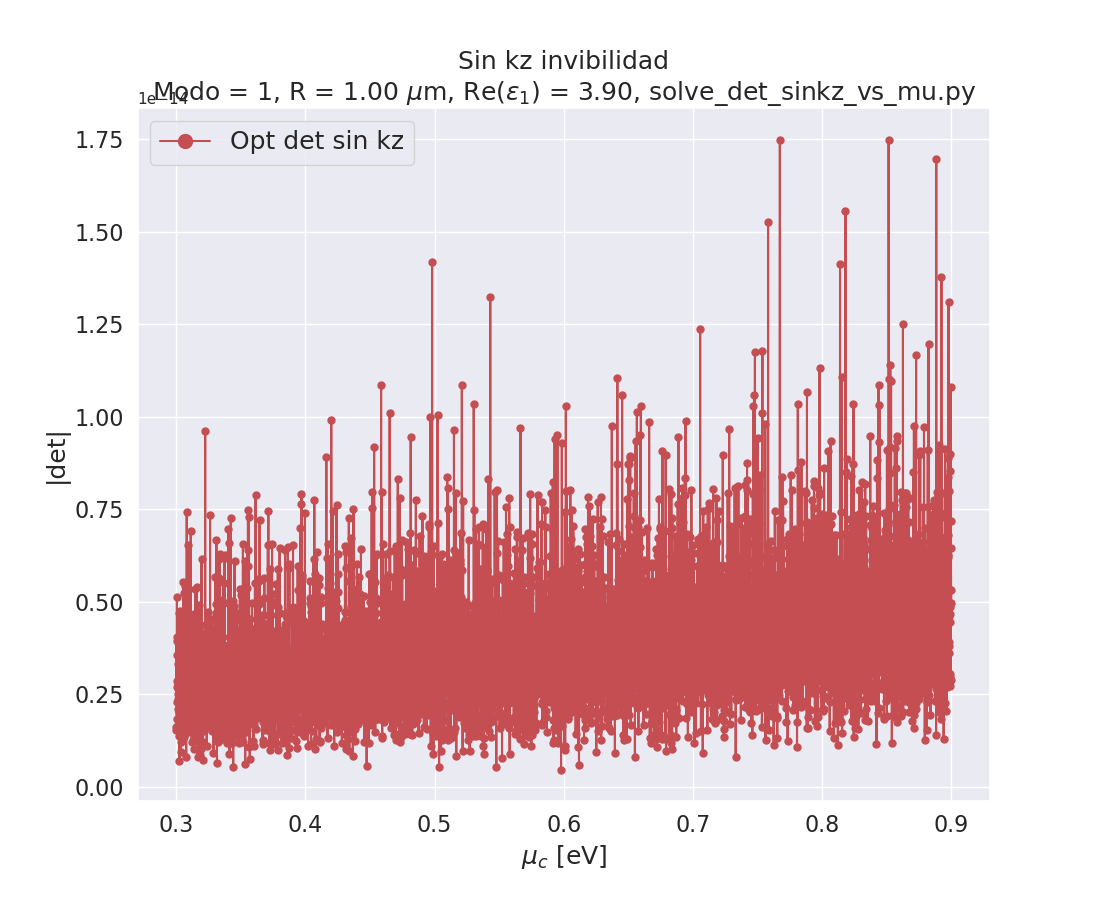 Sin kz invibilidad
Modo = 1, R = 1.00 μm, Re(ε₁) = 3.90, solve_det_sinkz_vs_mu.py
1e−14
Opt det sin kz
1.75
1.50
1.25
1.00
0.75
0.50
0.25
0.00
|det|
0.3 0.4 0.5 0.6 0.7 0.8 0.9
μ_c [eV]